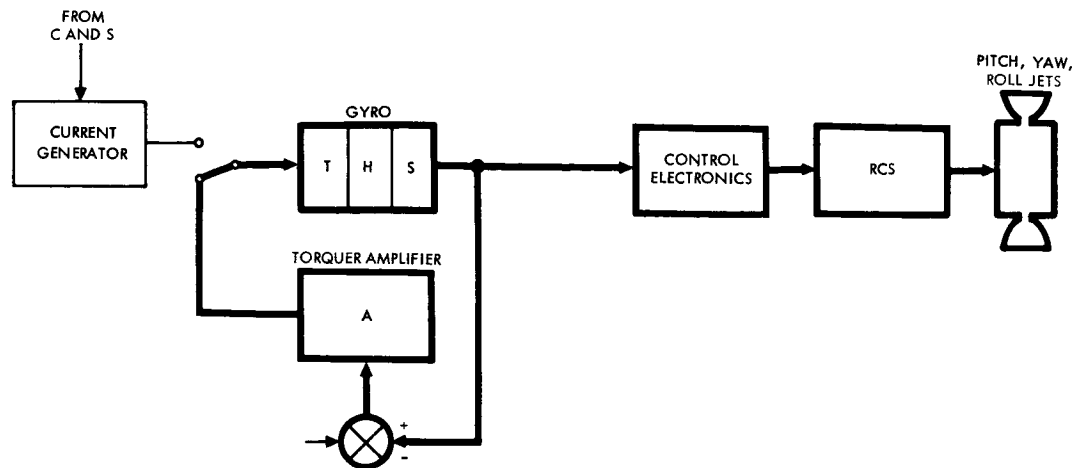 FROM
C AND S
CURRENT
GENERATOR
GYRO
T H S
TORQUER AMPLIFIER
A
+
-
CONTROL
ELECTRONICS
RCS
PITCH, YAW,
ROLL JETS